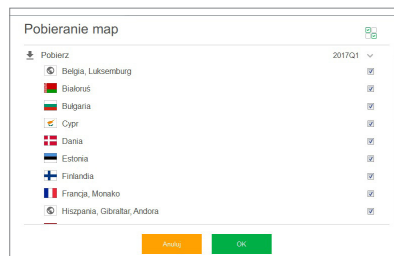 Pobieranie map
Pobierz 2017Q1
Belgia, Luksemburg
Białoruś
Bułgaria
Cypr
Dania
Estonia
Finlandia
Francja, Monako
Hiszpania, Gibraltar, Andora
Anuluj OK